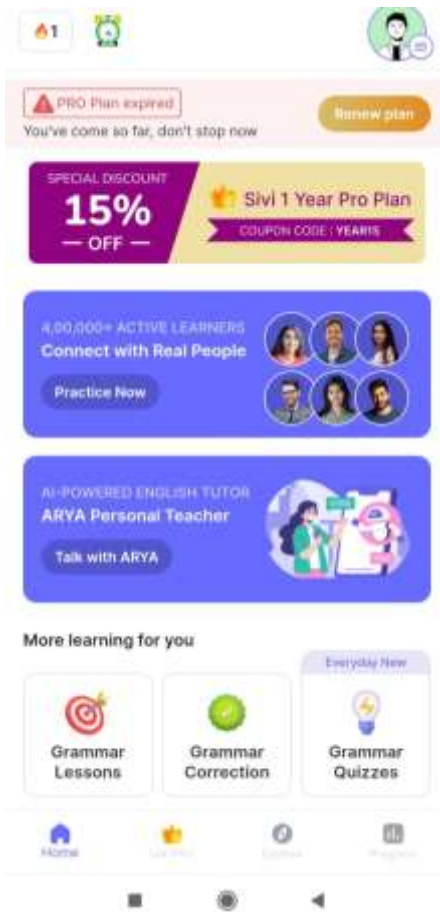 1
PRO Plan expired
You've come so far, don't stop now
Renew plan
SPECIAL DISCOUNT
15%
— OFF —
Sivi 1 Year Pro Plan
COUPON CODE : YEAR15
4,00,000+ ACTIVE LEARNERS
Connect with Real People
Practice Now
AI-POWERED ENGLISH TUTOR
ARYA Personal Teacher
Talk with ARYA
More learning for you
Everyday New
Grammar
Lessons
Grammar
Correction
Grammar
Quizzes
Home
Progress